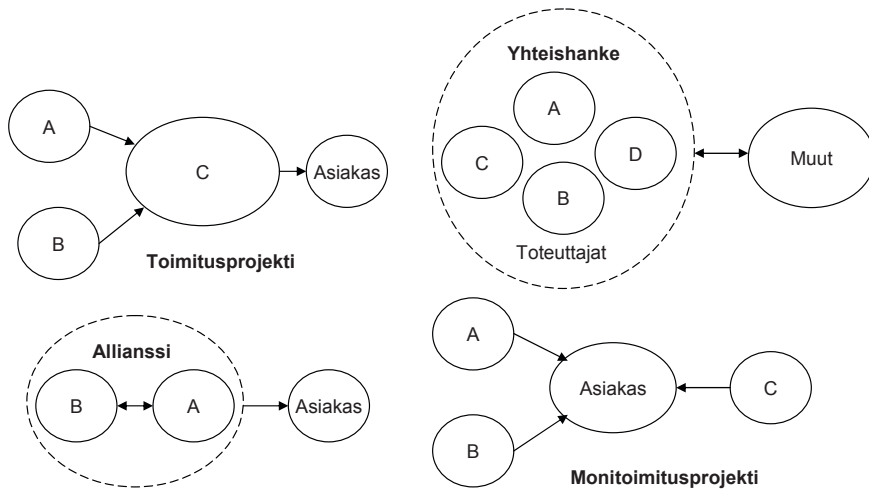 A
C
Asiakas
B
Toimitusprojekti
Yhteishanke
A
C
D
B
Toteuttajat
Muut
Allianssi
B
A
Asiakas
A
Asiakas
C
B
Monitoimitusprojekti